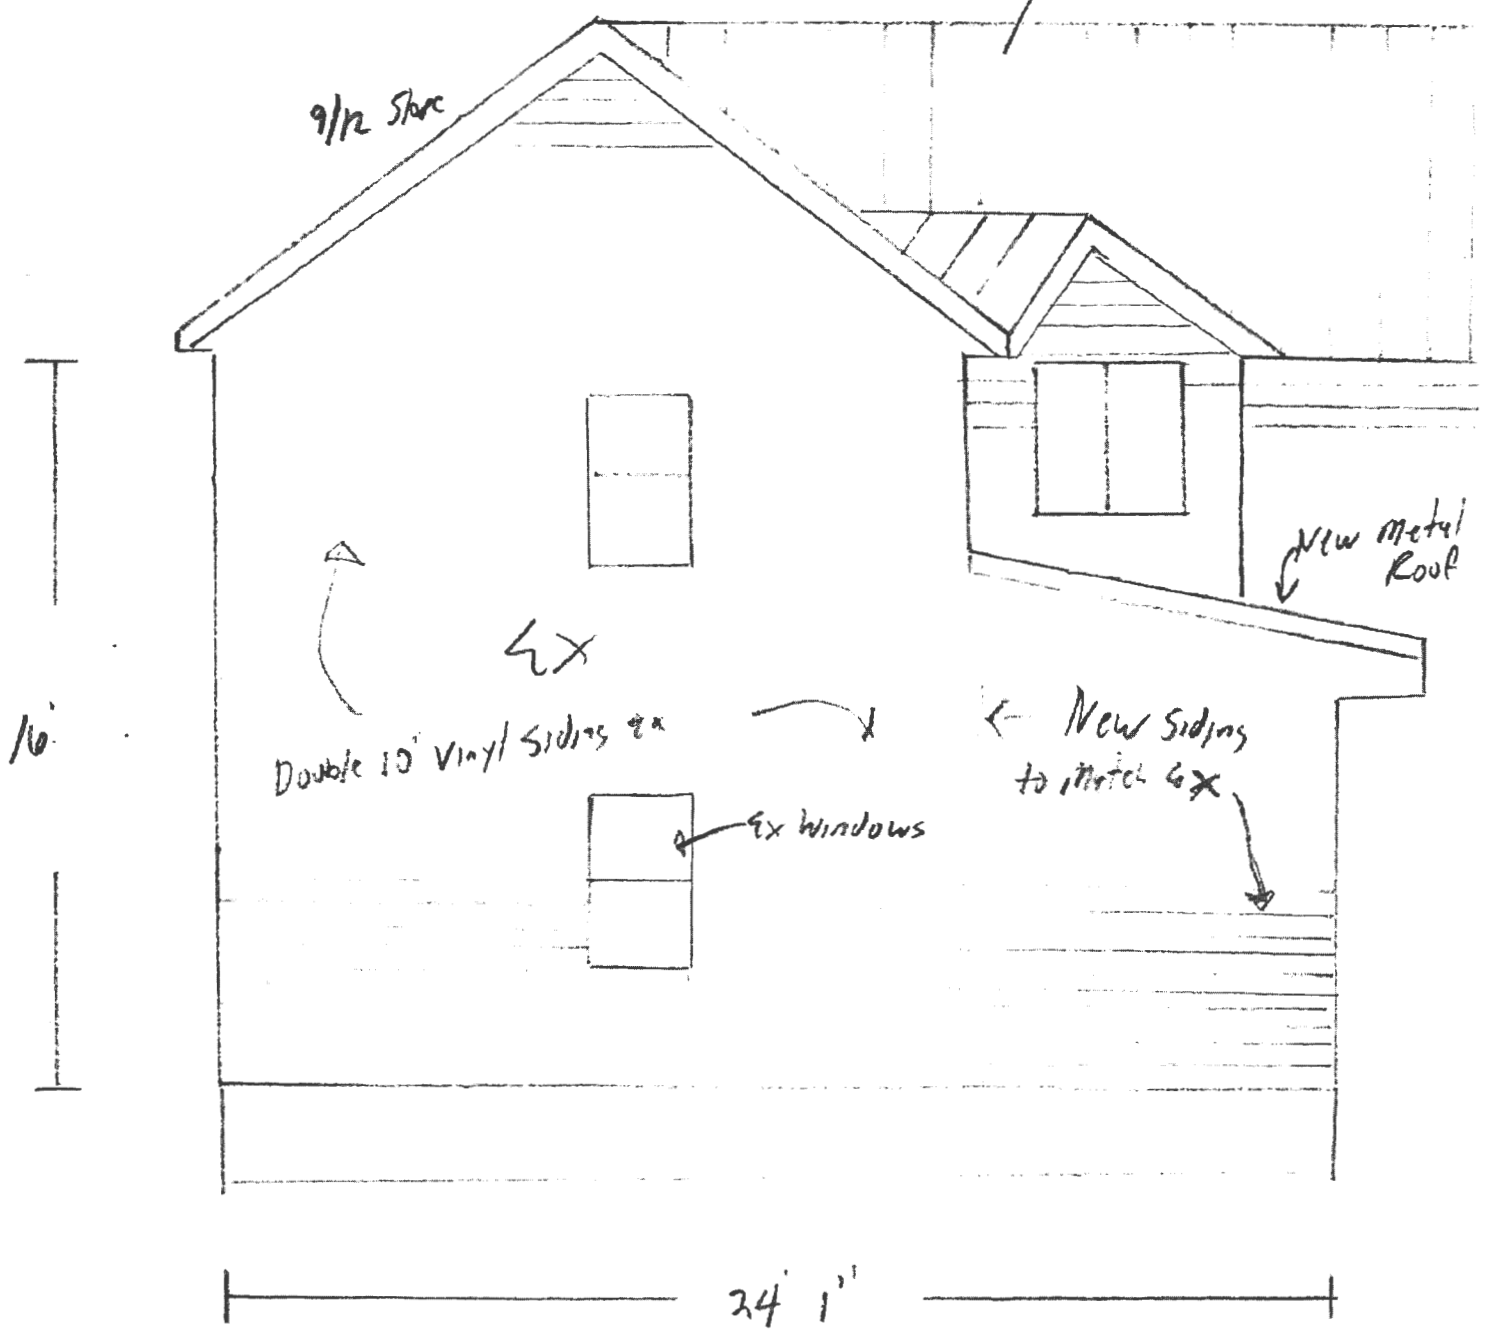 9/12 Slope
New Metal
Roof
Ex
16'
Double 10' Vinyl Siding Ex
New Siding
to Match Ex
Ex Windows
24' 1"